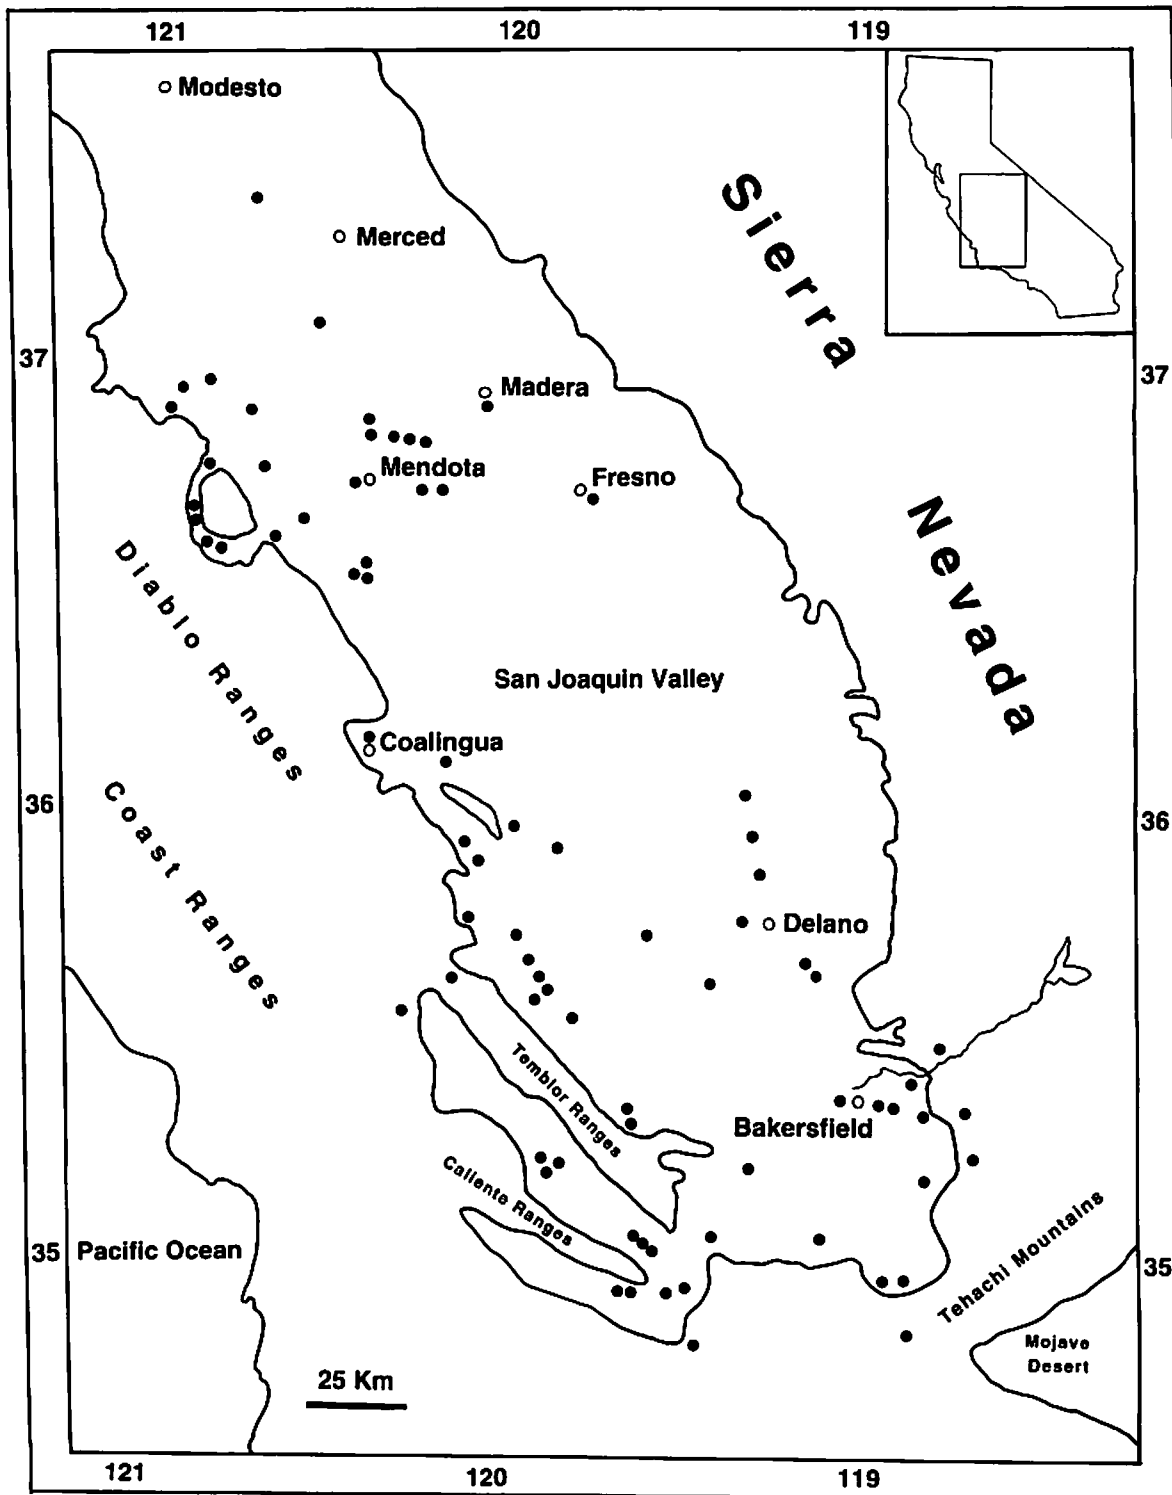 121 120 119
Modesto
Merced
Sierra
37
37
Madera
Mendota
Fresno
Nevada
Diablo Ranges
San Joaquin Valley
Coalingua
36
36
Coast Ranges
Delano
Temblor Ranges
Bakersfield
Caliente Ranges
35
Pacific Ocean
35
Tehachi Mountains
Mojave
Desert
25 Km
121 120 119